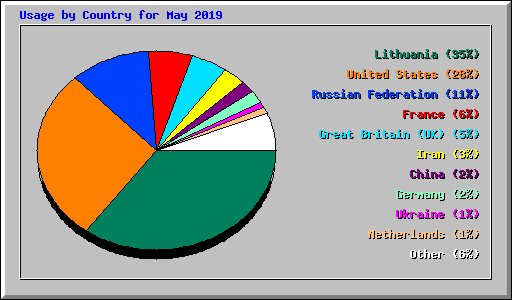 Usage by Country for May 2019
Lithuania (35%)
United States (28%)
Russian Federation (11%)
France (6%)
Great Britain (UK) (5%)
Iran (3%)
China (2%)
Germany (2%)
Ukraine (1%)
Netherlands (1%)
Other (6%)